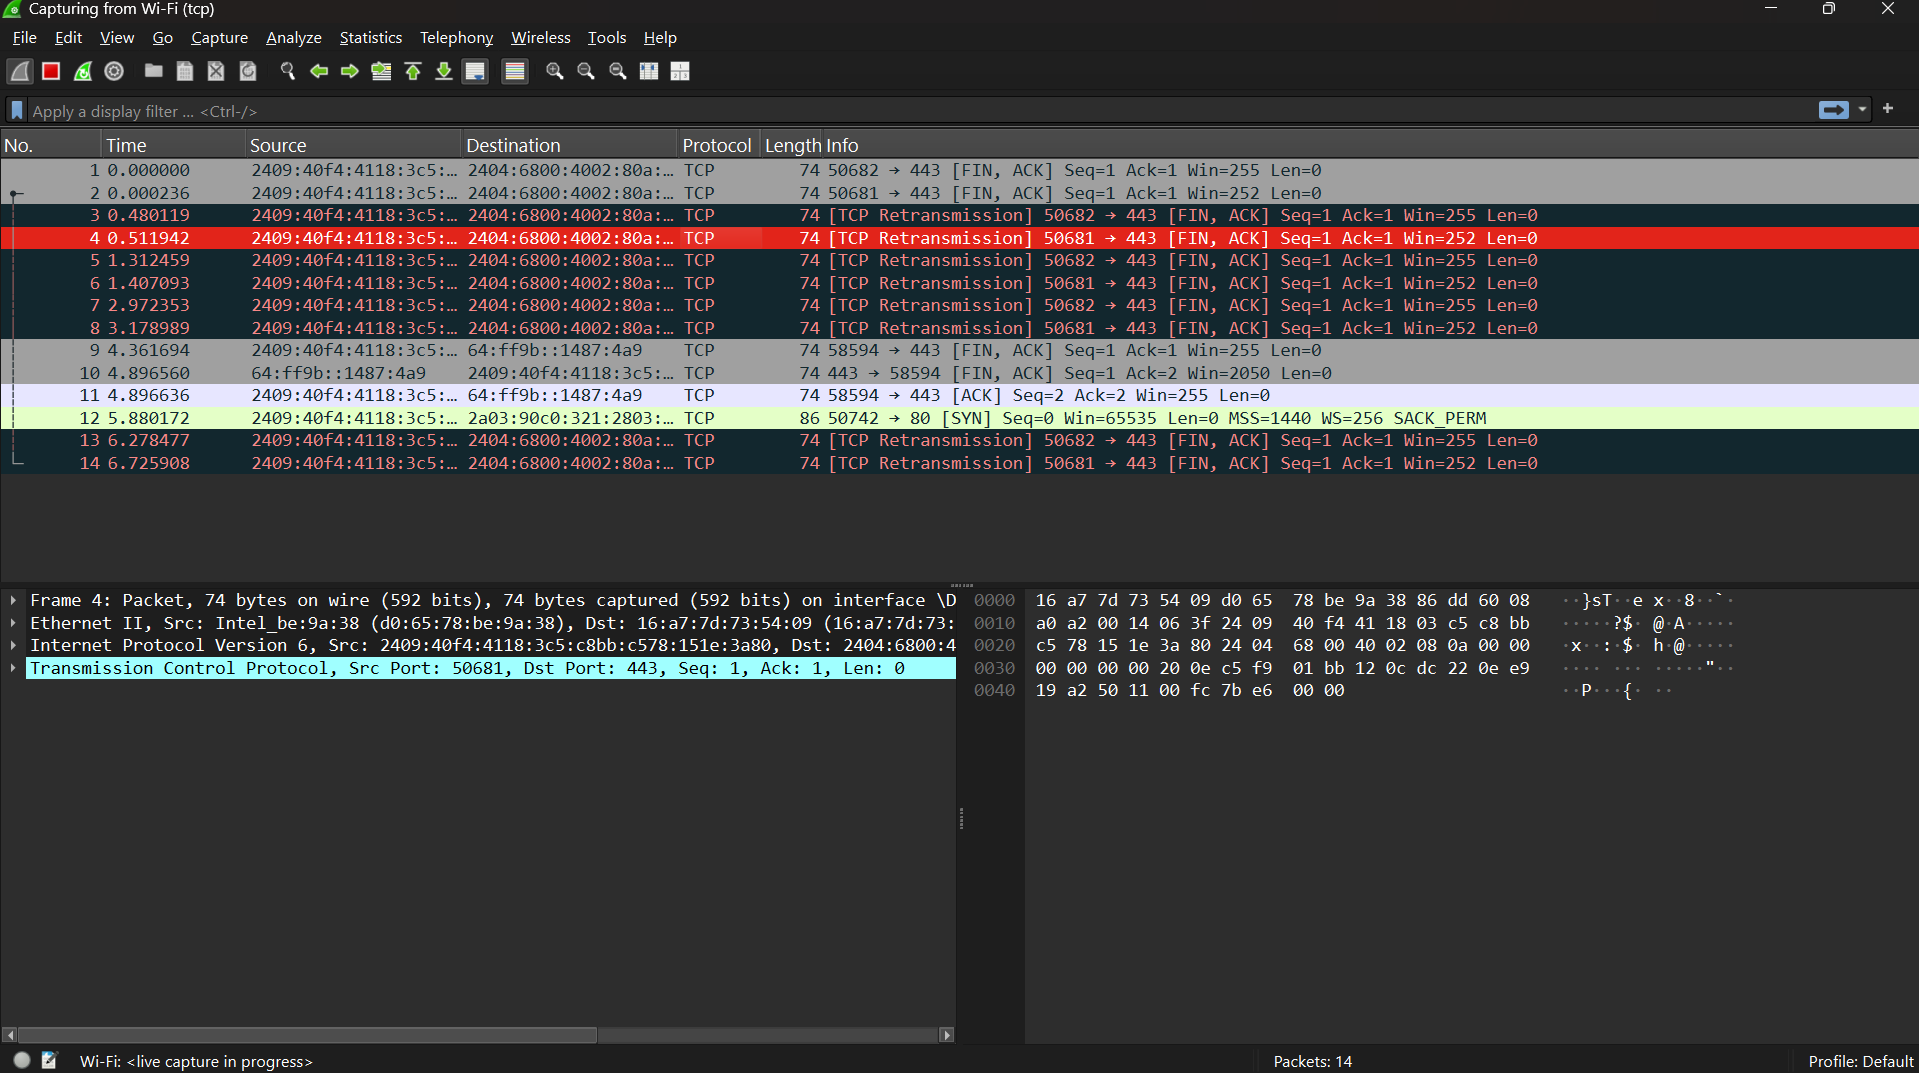 Capturing from Wi-Fi (tcp)
File Edit View Go Capture Analyze Statistics Telephony Wireless Tools Help
Apply a display filter ... <Ctrl-/>
No. Time Source Destination Protocol Length Info
1 0.000000 2409:40f4:4118:3c5:… 2404:6800:4002:80a:… TCP 74 50682 → 443 [FIN, ACK] Seq=1 Ack=1 Win=255 Len=0
2 0.000236 2409:40f4:4118:3c5:… 2404:6800:4002:80a:… TCP 74 50681 → 443 [FIN, ACK] Seq=1 Ack=1 Win=252 Len=0
3 0.480119 2409:40f4:4118:3c5:… 2404:6800:4002:80a:… TCP 74 [TCP Retransmission] 50682 → 443 [FIN, ACK] Seq=1 Ack=1 Win=255 Len=0
4 0.511942 2409:40f4:4118:3c5:… 2404:6800:4002:80a:… TCP 74 [TCP Retransmission] 50681 → 443 [FIN, ACK] Seq=1 Ack=1 Win=252 Len=0
5 1.312459 2409:40f4:4118:3c5:… 2404:6800:4002:80a:… TCP 74 [TCP Retransmission] 50682 → 443 [FIN, ACK] Seq=1 Ack=1 Win=255 Len=0
6 1.407093 2409:40f4:4118:3c5:… 2404:6800:4002:80a:… TCP 74 [TCP Retransmission] 50681 → 443 [FIN, ACK] Seq=1 Ack=1 Win=252 Len=0
7 2.972353 2409:40f4:4118:3c5:… 2404:6800:4002:80a:… TCP 74 [TCP Retransmission] 50682 → 443 [FIN, ACK] Seq=1 Ack=1 Win=255 Len=0
8 3.178989 2409:40f4:4118:3c5:… 2404:6800:4002:80a:… TCP 74 [TCP Retransmission] 50681 → 443 [FIN, ACK] Seq=1 Ack=1 Win=252 Len=0
9 4.361694 2409:40f4:4118:3c5:… 64:ff9b::1487:4a9 TCP 74 58594 → 443 [FIN, ACK] Seq=1 Ack=1 Win=255 Len=0
10 4.896560 64:ff9b::1487:4a9 2409:40f4:4118:3c5:… TCP 74 443 → 58594 [FIN, ACK] Seq=1 Ack=2 Win=2050 Len=0
11 4.896636 2409:40f4:4118:3c5:… 64:ff9b::1487:4a9 TCP 74 58594 → 443 [ACK] Seq=2 Ack=2 Win=255 Len=0
12 5.880172 2409:40f4:4118:3c5:… 2a03:90c0:321:2803:… TCP 86 50742 → 80 [SYN] Seq=0 Win=65535 Len=0 MSS=1440 WS=256 SACK_PERM
13 6.278477 2409:40f4:4118:3c5:… 2404:6800:4002:80a:… TCP 74 [TCP Retransmission] 50682 → 443 [FIN, ACK] Seq=1 Ack=1 Win=255 Len=0
14 6.725908 2409:40f4:4118:3c5:… 2404:6800:4002:80a:… TCP 74 [TCP Retransmission] 50681 → 443 [FIN, ACK] Seq=1 Ack=1 Win=252 Len=0
Frame 4: Packet, 74 bytes on wire (592 bits), 74 bytes captured (592 bits) on interface \D
Ethernet II, Src: Intel_be:9a:38 (d0:65:78:be:9a:38), Dst: 16:a7:7d:73:54:09 (16:a7:7d:73:
Internet Protocol Version 6, Src: 2409:40f4:4118:3c5:c8bb:c578:151e:3a80, Dst: 2404:6800:4
Transmission Control Protocol, Src Port: 50681, Dst Port: 443, Seq: 1, Ack: 1, Len: 0
0000 16 a7 7d 73 54 09 d0 65 78 be 9a 38 86 dd 60 08 ··}sT··e x··8··`·
0010 a0 a2 00 14 06 3f 24 09 40 f4 41 18 03 c5 c8 bb ·····?$· @·A·····
0020 c5 78 15 1e 3a 80 24 04 68 00 40 02 08 0a 00 00 ·x··:·$· h·@·····
0030 00 00 00 00 20 0e c5 f9 01 bb 12 0c dc 22 0e e9 ···· ··· ·····"··
0040 19 a2 50 11 00 fc 7b e6 00 00 ··P···{· ··
Wi-Fi: <live capture in progress> Packets: 14 Profile: Default